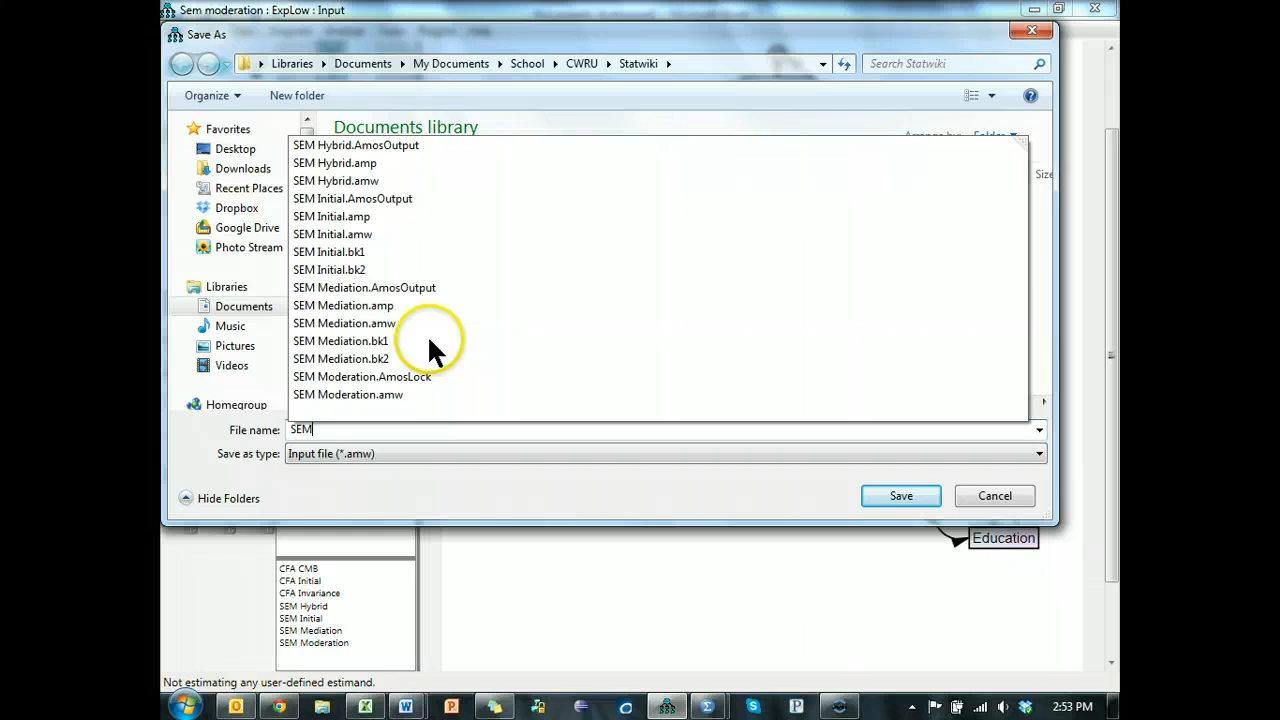 Sem moderation : ExpLow : Input
Save As
Libraries Documents My Documents School CWRU Statwiki
Search Statwiki
Organize New folder
Favorites
Desktop
Downloads
Recent Places
Dropbox
Google Drive
Photo Stream
Libraries
Documents
Music
Pictures
Videos
Homegroup
Documents library
Size
SEM Hybrid.AmosOutput
SEM Hybrid.amp
SEM Hybrid.amw
SEM Initial.AmosOutput
SEM Initial.amp
SEM Initial.amw
SEM Initial.bk1
SEM Initial.bk2
SEM Mediation.AmosOutput
SEM Mediation.amp
SEM Mediation.amw
SEM Mediation.bk1
SEM Mediation.bk2
SEM Moderation.AmosLock
SEM Moderation.amw
File name: SEM
Save as type: Input file (*.amw)
Hide Folders
Save Cancel
Education
CFA CMB
CFA Initial
CFA Invariance
SEM Hybrid
SEM Initial
SEM Mediation
SEM Moderation
Not estimating any user-defined estimand.
2:53 PM